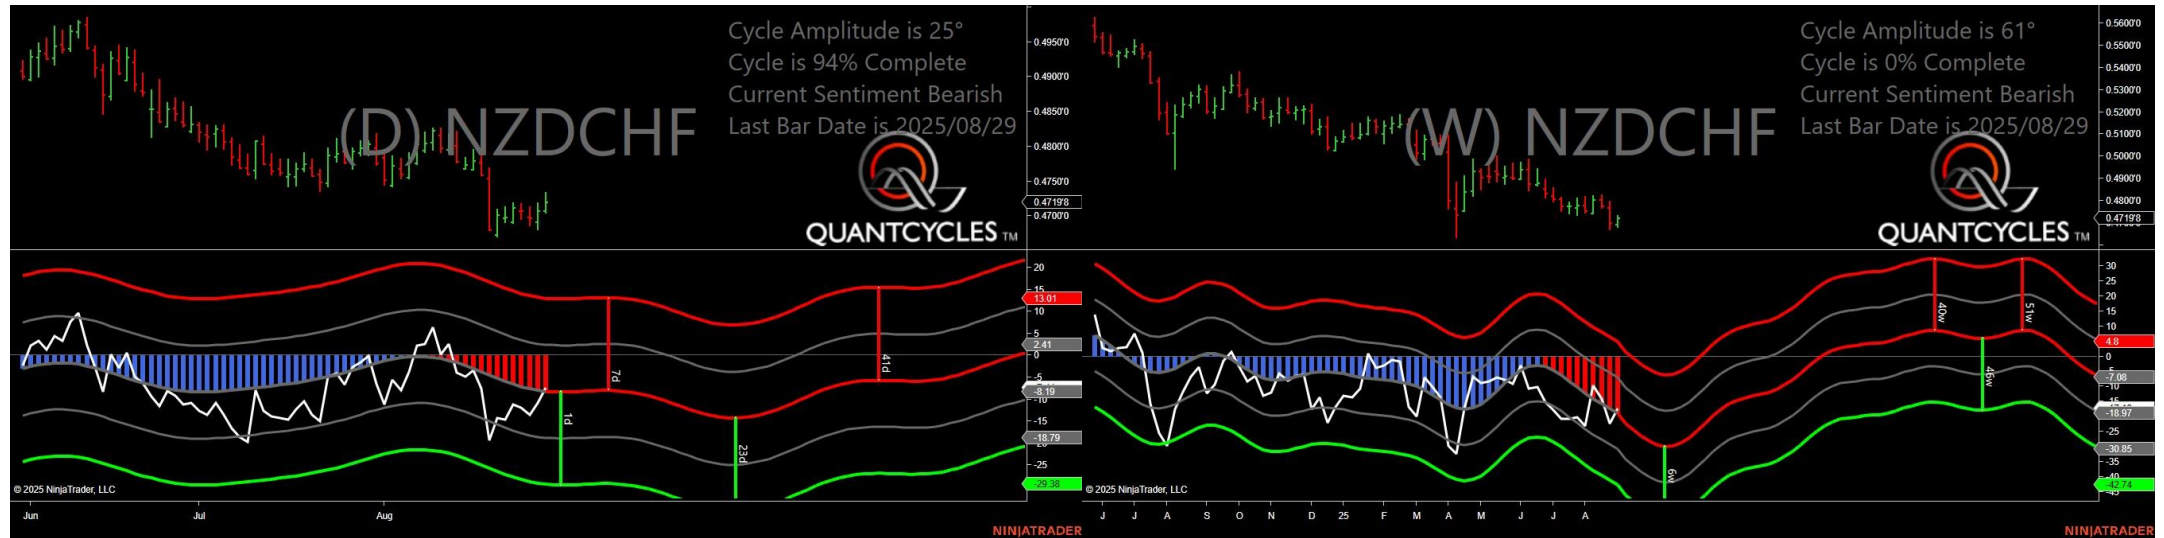 Cycle Amplitude is 25°
Cycle is 94% Complete
Current Sentiment Bearish
Last Bar Date is 2025/08/29
(D) NZDCHF
QUANTCYCLES TM
0.4950'0
0.4900'0
0.4850'0
0.4800'0
0.4750'0
0.4719'8
0.4700'0
20
15
13.01
10
5
2.41
0
-5
-8.19
-10
-15
-18.79
-25
-29.38
1d
7d
23d
41d
© 2025 NinjaTrader, LLC
Jun
Jul
Aug
NINJATRADER
Cycle Amplitude is 61°
Cycle is 0% Complete
Current Sentiment Bearish
Last Bar Date is 2025/08/29
(W) NZDCHF
QUANTCYCLES TM
0.5600'0
0.5500'0
0.5400'0
0.5300'0
0.5200'0
0.5100'0
0.5000'0
0.4900'0
0.4800'0
0.4719'8
30
25
20
15
10
4.8
0
-7.08
-10
-18.97
-25
-30.85
-35
-42.74
6w
40w
46w
51w
© 2025 NinjaTrader, LLC
J
J
A
S
O
N
D
25
F
M
A
M
J
J
A
NINJATRADER